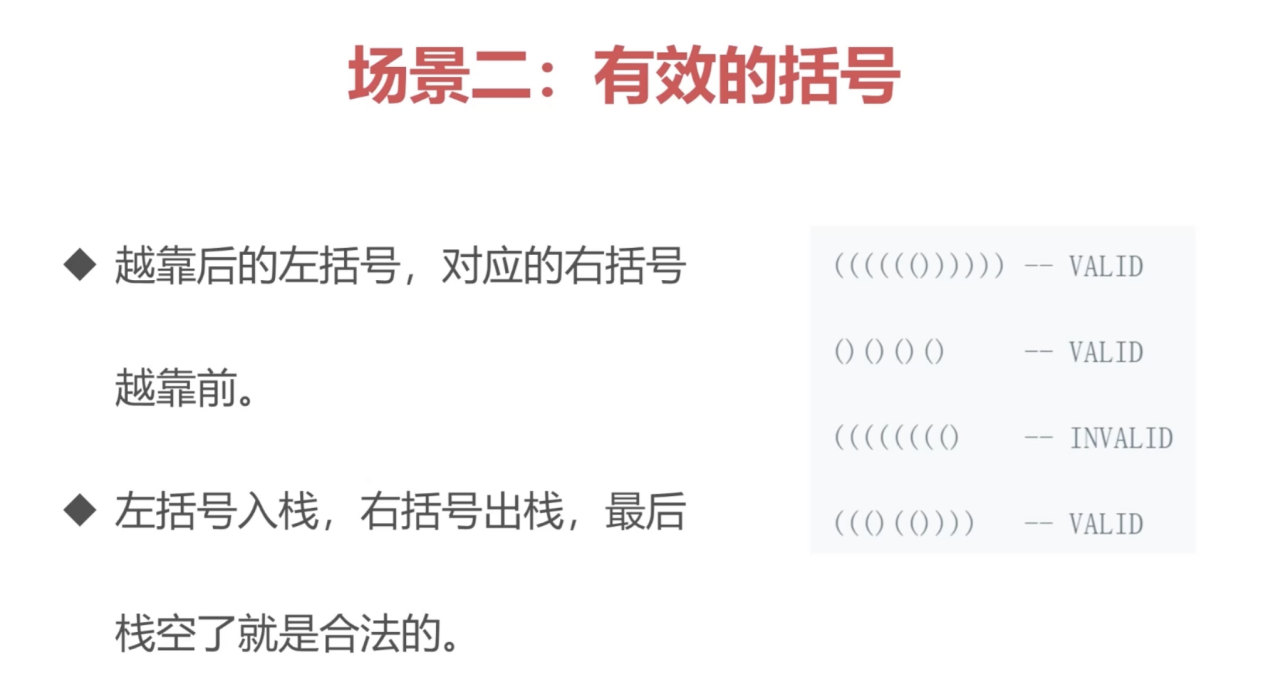 场景二：有效的括号
◆ 越靠后的左括号，对应的右括号
越靠前。
◆ 左括号入栈，右括号出栈，最后
栈空了就是合法的。
(((((()))))) -- VALID
()()()() -- VALID
(((((((() -- INVALID
((()(()))) -- VALID